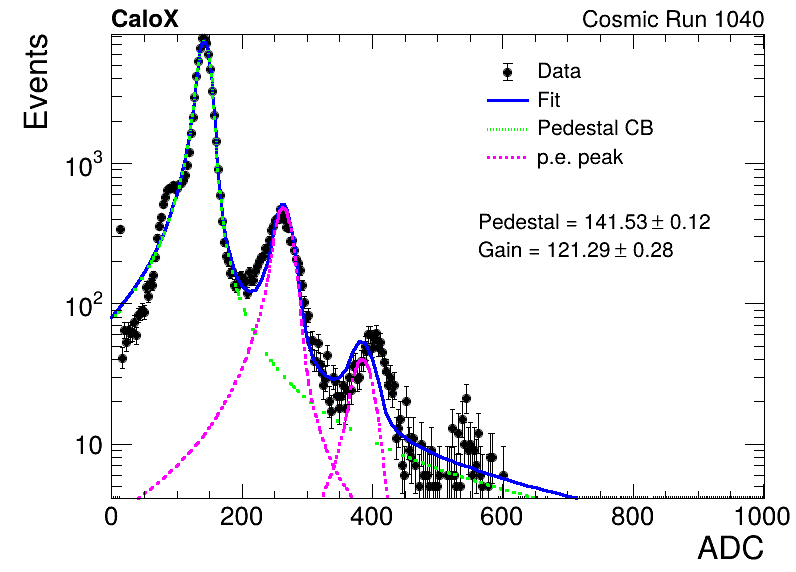 CaloX Cosmic Run 1040
Events
Data
Fit
Pedestal CB
p.e. peak
Pedestal = 141.53 ± 0.12
Gain = 121.29 ± 0.28
10³
10²
10
0 200 400 600 800 1000
ADC